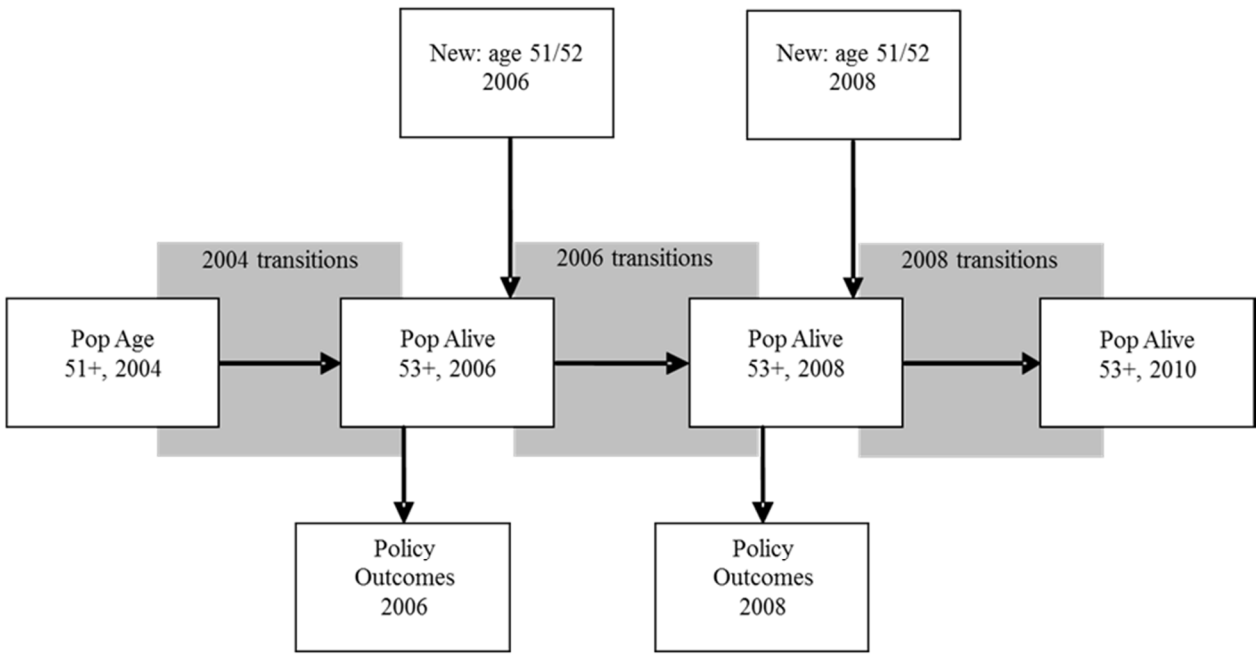 New: age 51/52
2006
New: age 51/52
2008
2004 transitions
2006 transitions
2008 transitions
Pop Age
51+, 2004
Pop Alive
53+, 2006
Pop Alive
53+, 2008
Pop Alive
53+, 2010
Policy
Outcomes
2006
Policy
Outcomes
2008